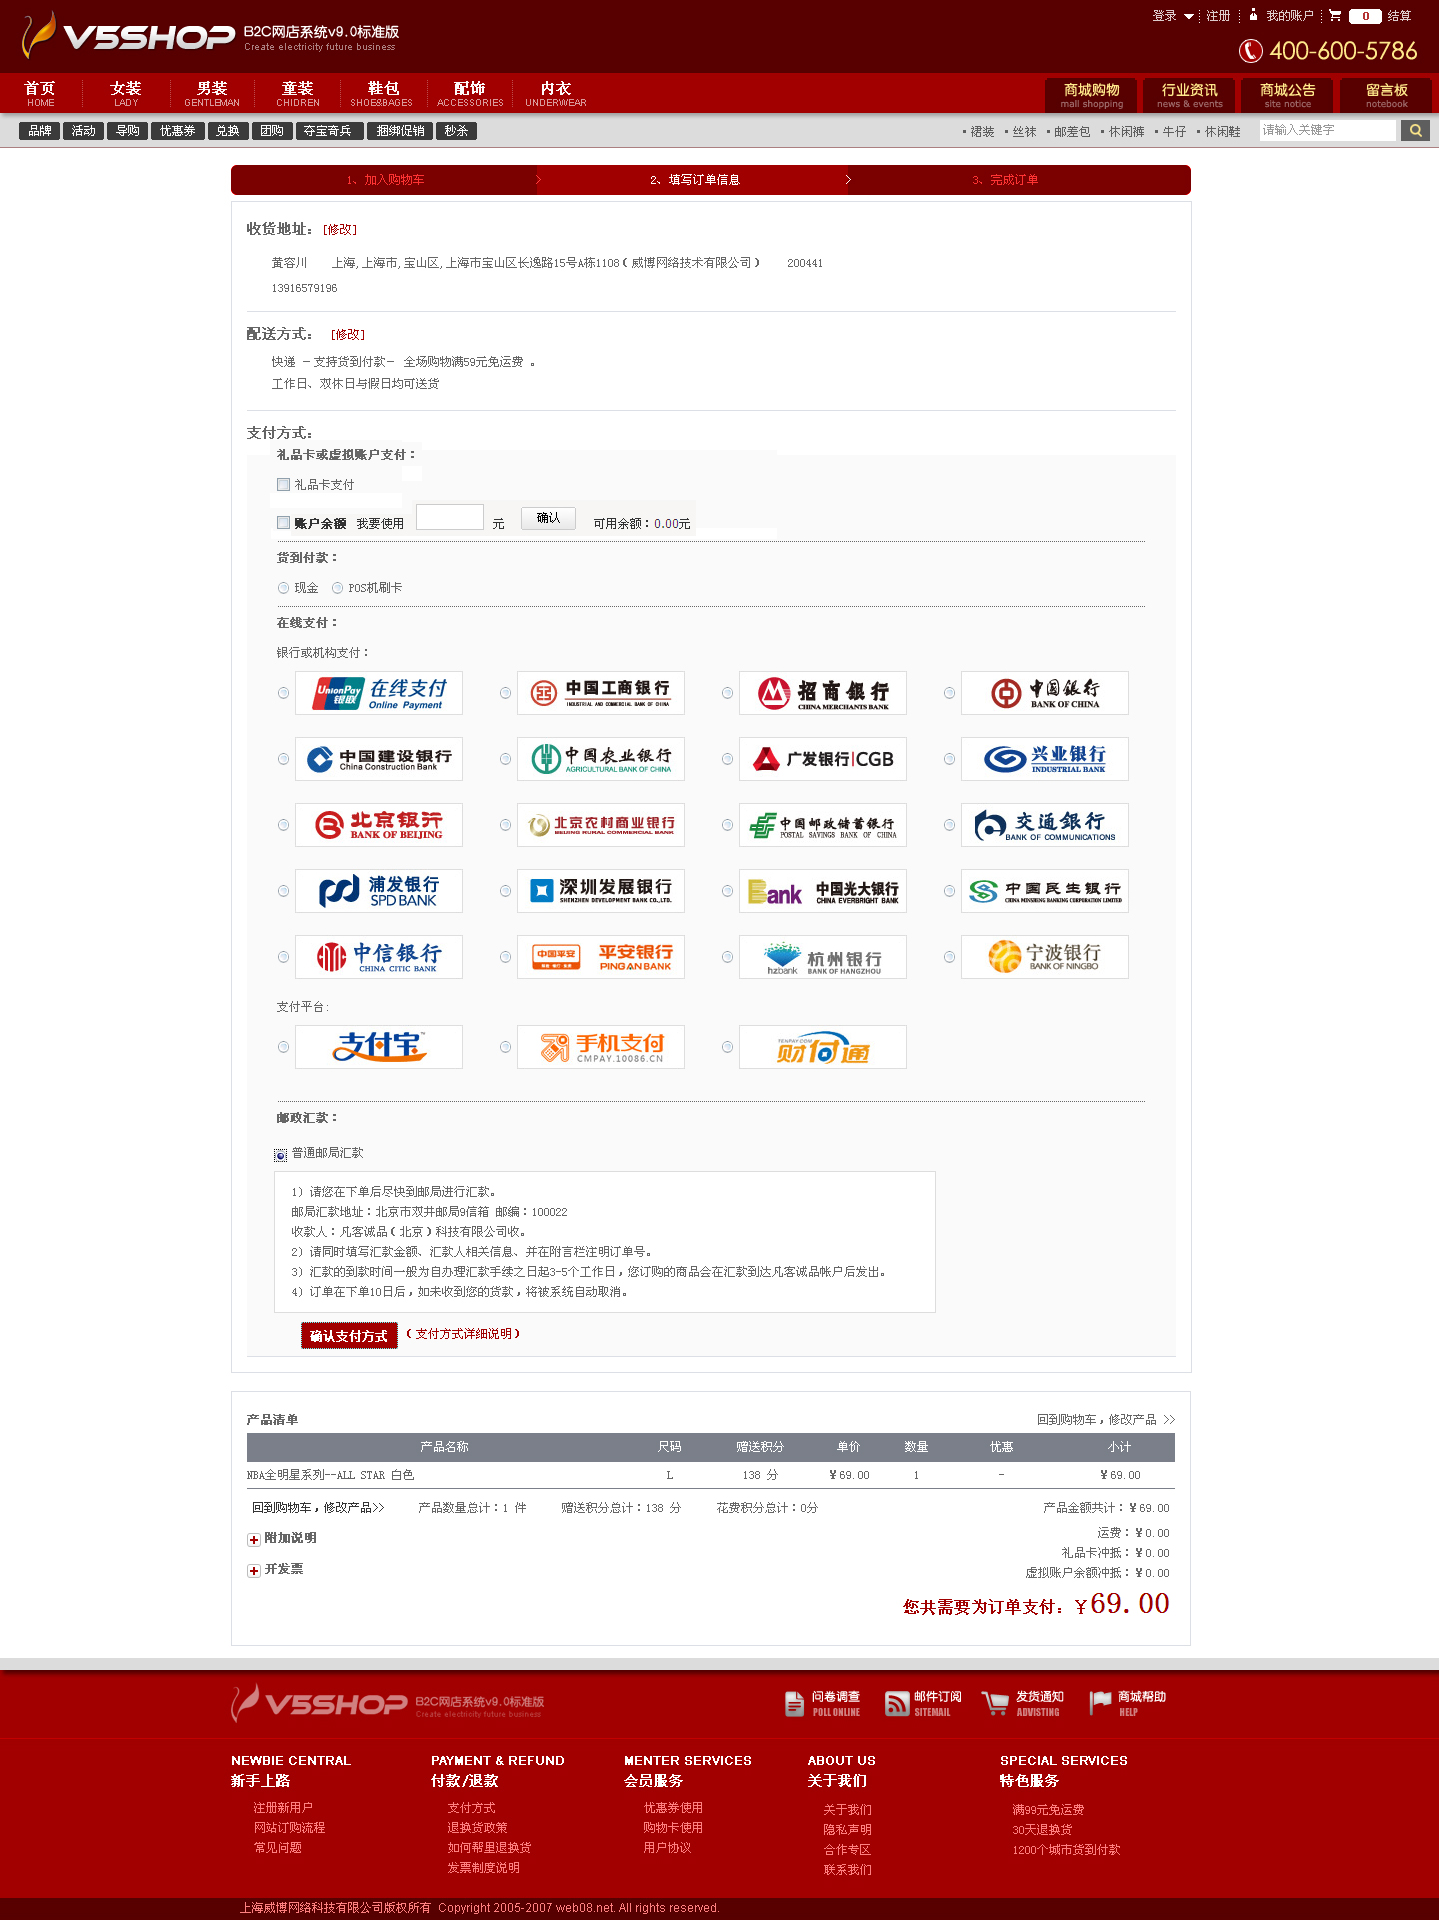 V5SHOP B2C网店系统v9.0标准版
Create electricity future business
登录 注册 我的账户 0 结算
400-600-5786
首页 女装 男装 童装 鞋包 配饰 内衣
HOME LADY GENTLEMAN CHIDREN SHOE&BAGES ACCESSORIES UNDERWEAR
商城购物 行业资讯 商城公告 留言板
mall shopping news & events site notice notebook
品牌 活动 导购 优惠券 兑换 团购 夺宝奇兵 捆绑促销 秒杀
裙装 丝袜 邮差包 休闲裤 牛仔 休闲鞋 请输入关键字
1、加入购物车 2、填写订单信息 3、完成订单
收货地址：[修改]
黄容川 上海,上海市,宝山区,上海市宝山区长逸路15号A栋1108（威博网络技术有限公司） 200441
13916579196
配送方式： [修改]
快递 －支持货到付款－ 全场购物满59元免运费 。
工作日、双休日与假日均可送货
支付方式：
礼品卡或虚拟账户支付：
礼品卡支付
账户余额 我要使用 元 确认 可用余额：0.00元
货到付款：
现金 POS机刷卡
在线支付：
银行或机构支付：
UnionPay 银联 在线支付 Online Payment
中国工商银行 INDUSTRIAL AND COMMERCIAL BANK OF CHINA
招商银行 CHINA MERCHANTS BANK
中国银行 BANK OF CHINA
中国建设银行 China Construction Bank
中国农业银行 AGRICULTURAL BANK OF CHINA
广发银行|CGB
兴业银行 INDUSTRIAL BANK
北京银行 BANK OF BEIJING
北京农村商业银行 BEIJING RURAL COMMERCIAL BANK
中国邮政储蓄银行 POSTAL SAVINGS BANK OF CHINA
交通銀行 BANK OF COMMUNICATIONS
浦发银行 SPD BANK
深圳发展银行 SHENZHEN DEVELOPMENT BANK CO.,LTD.
Bank 中国光大银行 CHINA EVERBRIGHT BANK
中国民生银行 CHINA MINSHENG BANKING CORPORATION LIMITED
中信银行 CHINA CITIC BANK
中国平安 平安银行 PINGAN BANK
hzbank 杭州银行 BANK OF HANGZHOU
宁波银行 BANK OF NINGBO
支付平台:
支付宝
手机支付 CMPAY.10086.CN
TENPAY.COM 财付通
邮政汇款：
普通邮局汇款
1）请您在下单后尽快到邮局进行汇款。
邮局汇款地址：北京市双井邮局9信箱 邮编：100022
收款人：凡客诚品（北京）科技有限公司收。
2）请同时填写汇款金额、汇款人相关信息、并在附言栏注明订单号。
3）汇款的到款时间一般为自办理汇款手续之日起3-5个工作日，您订购的商品会在汇款到达凡客诚品帐户后发出。
4）订单在下单10日后，如未收到您的货款，将被系统自动取消。
确认支付方式 （支付方式详细说明）
产品清单 回到购物车，修改产品 >>
产品名称 尺码 赠送积分 单价 数量 优惠 小计
NBA全明星系列--ALL STAR 白色 L 138 分 ￥69.00 1 - ￥69.00
回到购物车，修改产品>> 产品数量总计：1 件 赠送积分总计：138 分 花费积分总计：0分 产品金额共计：￥69.00
运费：￥0.00
附加说明
礼品卡冲抵：￥0.00
开发票
虚拟账户余额冲抵：￥0.00
您共需要为订单支付：￥69.00
V5SHOP B2C网店系统v9.0标准版
Create electricity future business
问卷调查 邮件订阅 发货通知 商城帮助
POLL ONLINE SITEMAIL ADVISTING HELP
NEWBIE CENTRAL PAYMENT & REFUND MENTER SERVICES ABOUT US SPECIAL SERVICES
新手上路 付款/退款 会员服务 关于我们 特色服务
注册新用户 支付方式 优惠券使用 关于我们 满99元免运费
网站订购流程 退换货政策 购物卡使用 隐私声明 30天退换货
常见问题 如何帮里退换货 用户协议 合作专区 1200个城市货到付款
发票制度说明 联系我们
上海威博网络科技有限公司版权所有 Copyright 2005-2007 web08.net. All rights reserved.